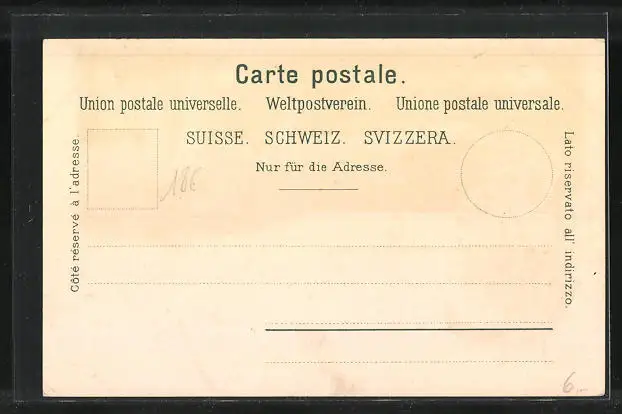 Carte postale.
Union postale universelle. Weltpostverein. Unione postale universale.
SUISSE. SCHWEIZ. SVIZZERA.
Nur für die Adresse.
Côté réservé à l'adresse.
Lato riservato all' indirizzo.
6.-